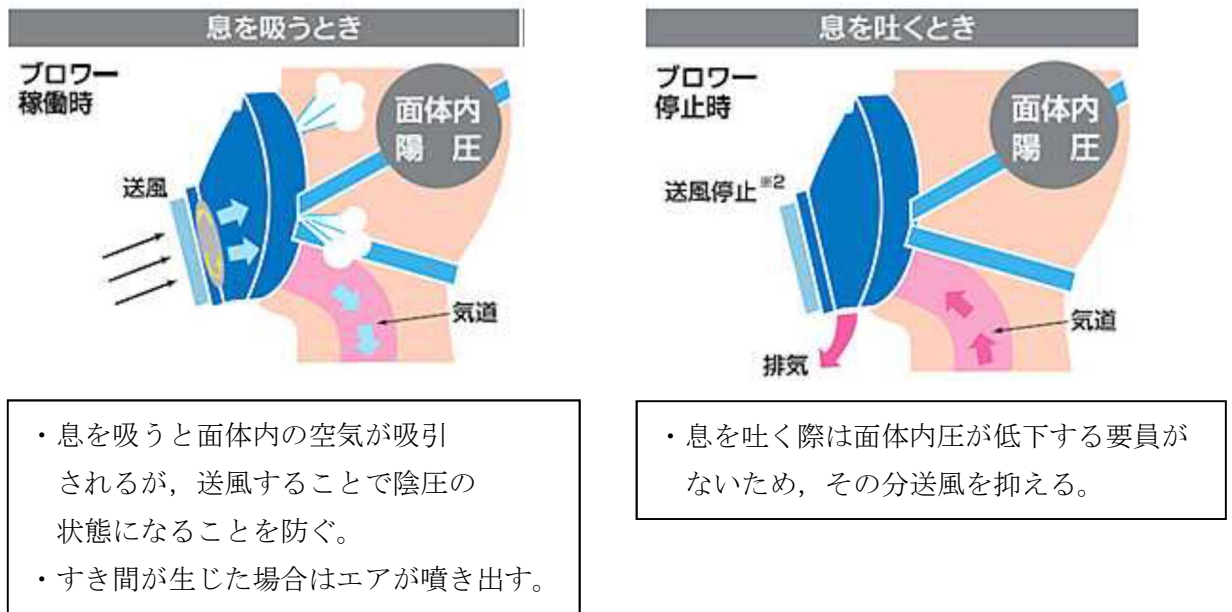 息を吸うとき
ブロワー
稼働時
面体内
陽 圧
送風
気道
・息を吸うと面体内の空気が吸引
されるが，送風することで陰圧の
状態になることを防ぐ。
・すき間が生じた場合はエアが噴き出す。
息を吐くとき
ブロワー
停止時
面体内
陽 圧
送風停止※2
気道
排気
・息を吐く際は面体内圧が低下する要員が
ないため，その分送風を抑える。